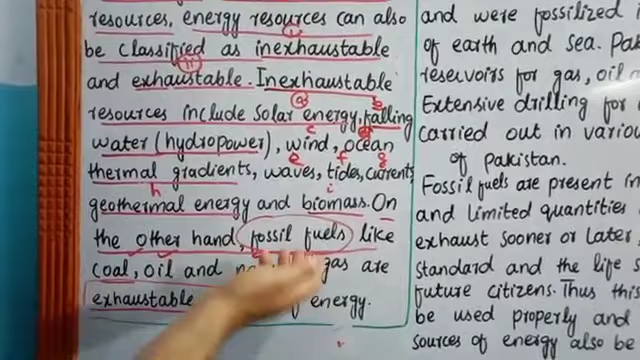 resources, energy resources can also
be classified as inexhaustable
and exhaustable. Inexhaustable
resources include solar energy, falling
water (hydropower), wind, ocean
thermal gradients, waves, tides, currents
geothermal energy and biomass. On
the other hand, fossil fuels like
coal, oil and gas are
exhaustable of energy.
and were fossilized
of earth and sea. Pak
reservoirs for gas, oil
Extensive drilling for
carried out in various
of Pakistan.
Fossil fuels are present in
and limited quantities
exhaust sooner or later.
standard and the life s
future citizens. Thus this
be used properly and
sources of energy also be